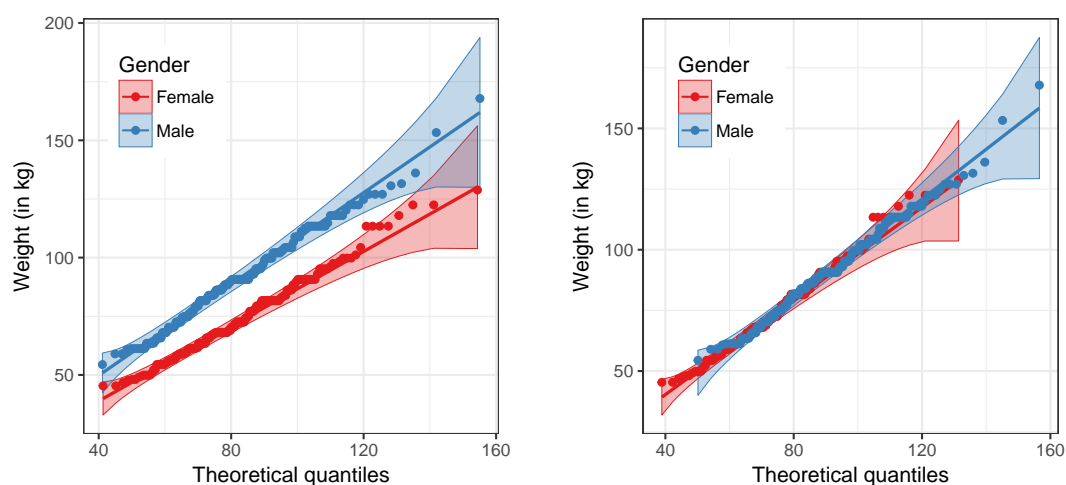 200
150
100
50
40
80
120
160
Weight (in kg)
Theoretical quantiles
Gender
Female
Male
150
100
50
40
80
120
160
Weight (in kg)
Theoretical quantiles
Gender
Female
Male